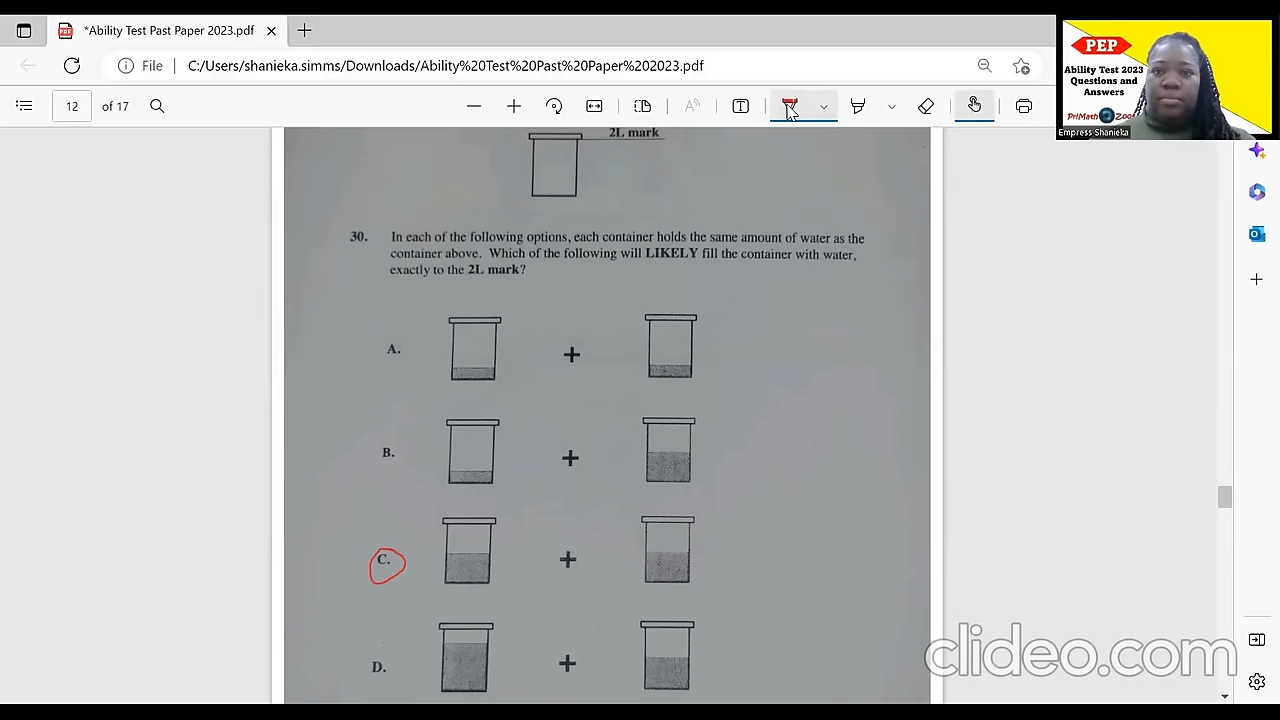 *Ability Test Past Paper 2023.pdf
File | C:/Users/shanieka.simms/Downloads/Ability%20Test%20Past%20Paper%202023.pdf
12 of 17
PEP
Ability Test 2023
Questions and
Answers
PriMath Zone
Empress Shanieka
2L mark
30. In each of the following options, each container holds the same amount of water as the
container above. Which of the following will LIKELY fill the container with water,
exactly to the 2L mark?
A. +
B. +
C. +
D. +
clideo.com